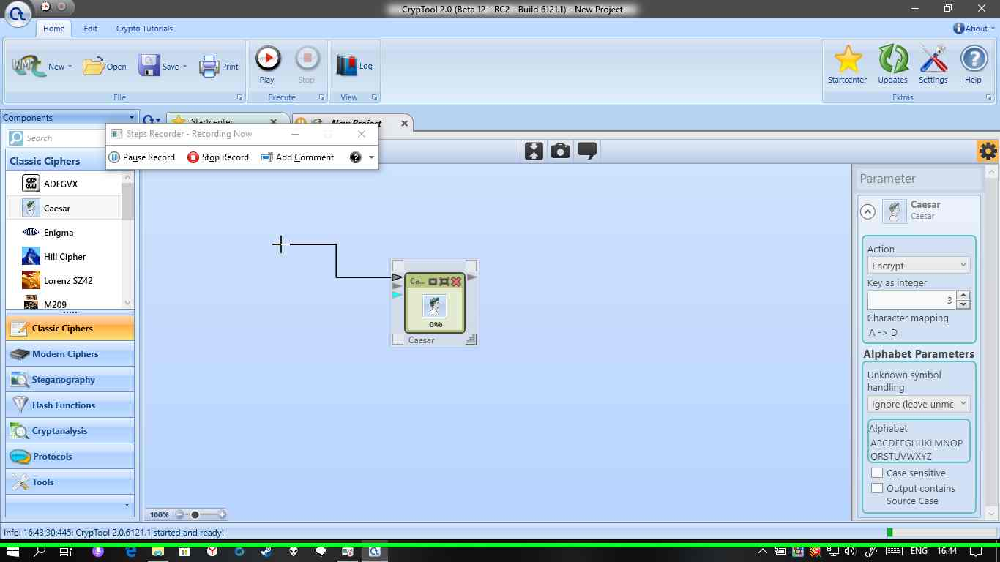 CrypTool 2.0 (Beta 12 - RC2 - Build 6121.1) - New Project
Home Edit Crypto Tutorials About
New Open Save Print Play Stop Log Startcenter Updates Settings Help
File Execute View Extras
Components
Startcenter New Project
Steps Recorder - Recording Now
Search
Pause Record Stop Record Add Comment
Classic Ciphers
ADFGVX
Caesar
Enigma
Hill Cipher
Lorenz SZ42
M209
Classic Ciphers
Modern Ciphers
Steganography
Hash Functions
Cryptanalysis
Protocols
Tools
Ca...
0%
Caesar
100%
Parameter
Caesar
Caesar
Action
Encrypt
Key as integer
3
Character mapping
A -> D
Alphabet Parameters
Unknown symbol
handling
Ignore (leave unmc
Alphabet
ABCDEFGHIJKLMNOP
QRSTUVWXYZ
Case sensitive
Output contains
Source Case
Info: 16:43:30:445: CrypTool 2.0.6121.1 started and ready!
ENG 16:44